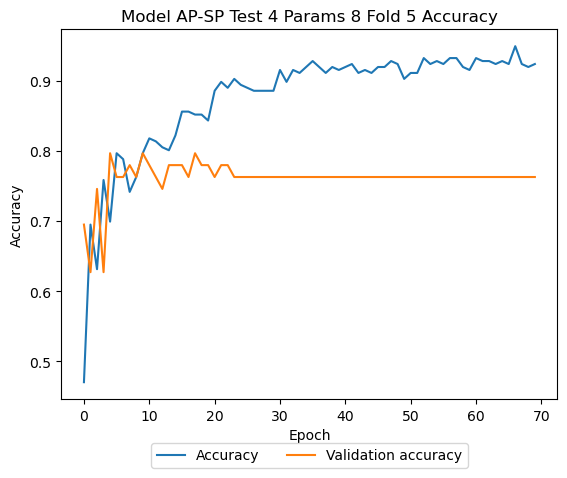 Model AP-SP Test 4 Params 8 Fold 5 Accuracy
0.9
0.8
0.7
0.6
0.5
Accuracy
0 10 20 30 40 50 60 70
Epoch
Accuracy Validation accuracy